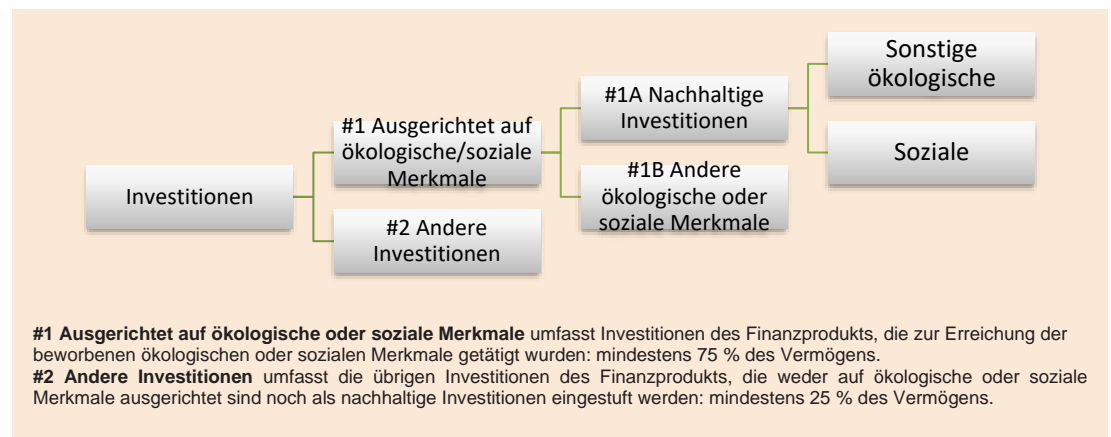 Investitionen
#1 Ausgerichtet auf
ökologische/soziale
Merkmale
#2 Andere
Investitionen
#1A Nachhaltige
Investitionen
#1B Andere
ökologische oder
soziale Merkmale
Sonstige
ökologische
Soziale
#1 Ausgerichtet auf ökologische oder soziale Merkmale umfasst Investitionen des Finanzprodukts, die zur Erreichung der
beworbenen ökologischen oder sozialen Merkmale getätigt wurden: mindestens 75 % des Vermögens.
#2 Andere Investitionen umfasst die übrigen Investitionen des Finanzprodukts, die weder auf ökologische oder soziale
Merkmale ausgerichtet sind noch als nachhaltige Investitionen eingestuft werden: mindestens 25 % des Vermögens.